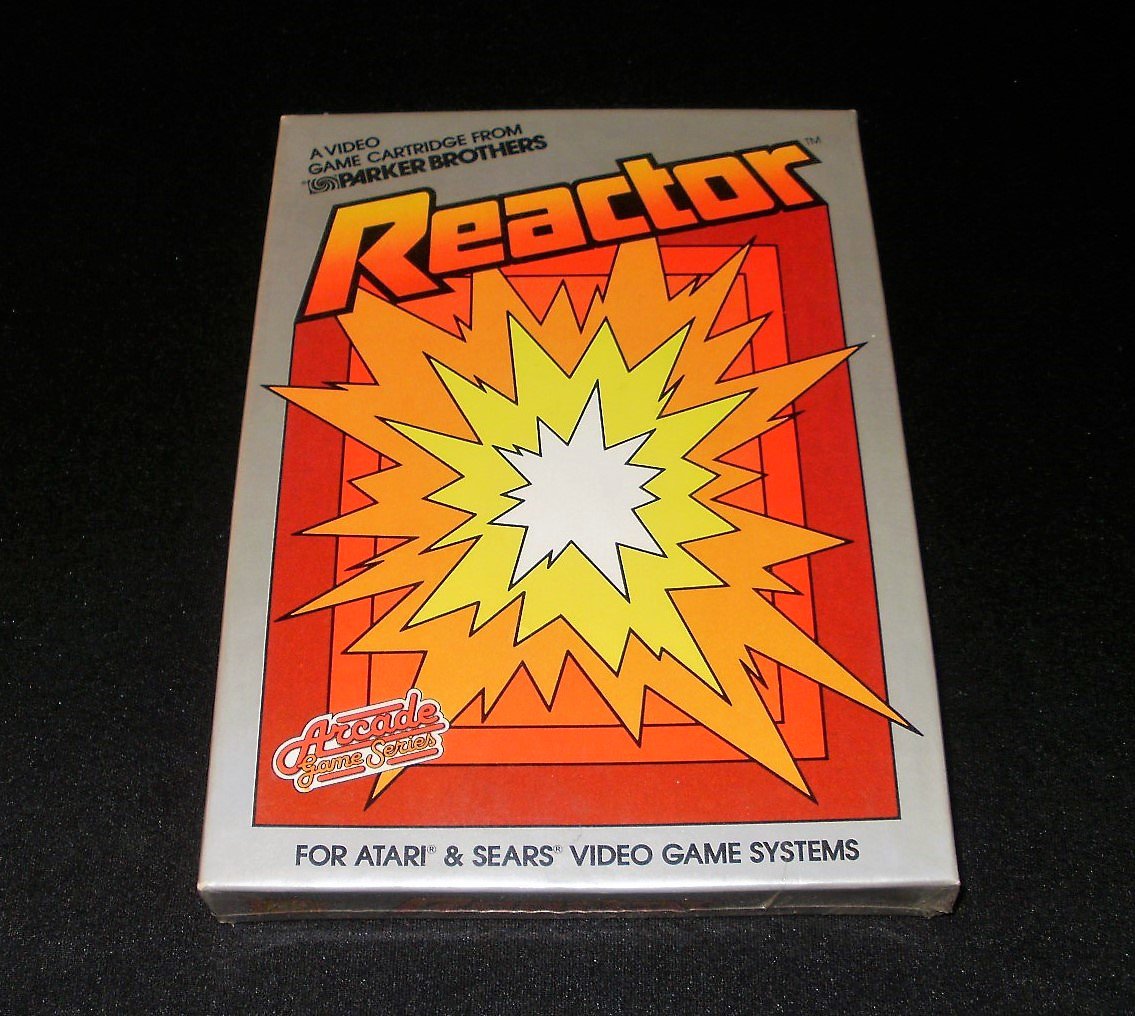 A VIDEO
GAME CARTRIDGE FROM
PARKER BROTHERS
Reactor™
Arcade
Game Series
FOR ATARI® & SEARS® VIDEO GAME SYSTEMS